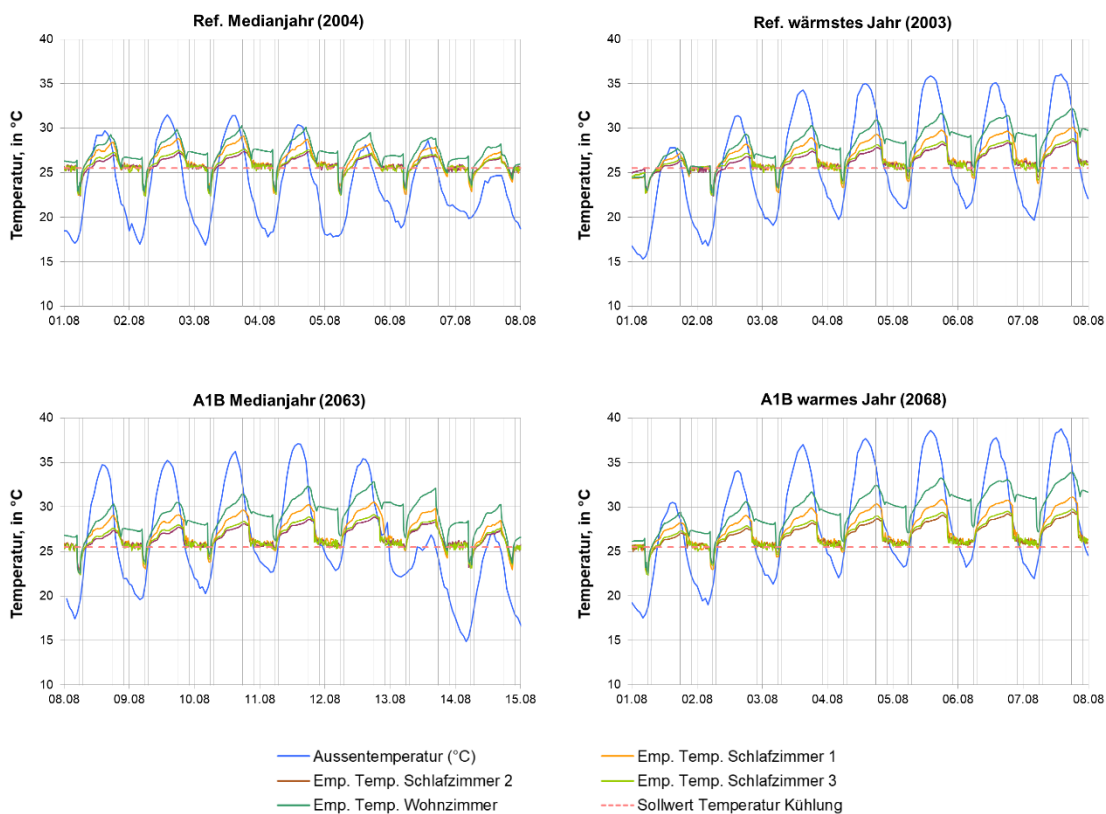 Ref. Medianjahr (2004)
Temperatur, in °C
40
35
30
25
20
15
10
01.08 02.08 03.08 04.08 05.08 06.08 07.08 08.08
Ref. wärmstes Jahr (2003)
Temperatur, in °C
40
35
30
25
20
15
10
01.08 02.08 03.08 04.08 05.08 06.08 07.08 08.08
A1B Medianjahr (2063)
Temperatur, in °C
40
35
30
25
20
15
10
08.08 09.08 10.08 11.08 12.08 13.08 14.08 15.08
A1B warmes Jahr (2068)
Temperatur, in °C
40
35
30
25
20
15
10
01.08 02.08 03.08 04.08 05.08 06.08 07.08 08.08
Aussentemperatur (°C)
Emp. Temp. Schlafzimmer 1
Emp. Temp. Schlafzimmer 2
Emp. Temp. Schlafzimmer 3
Emp. Temp. Wohnzimmer
Sollwert Temperatur Kühlung